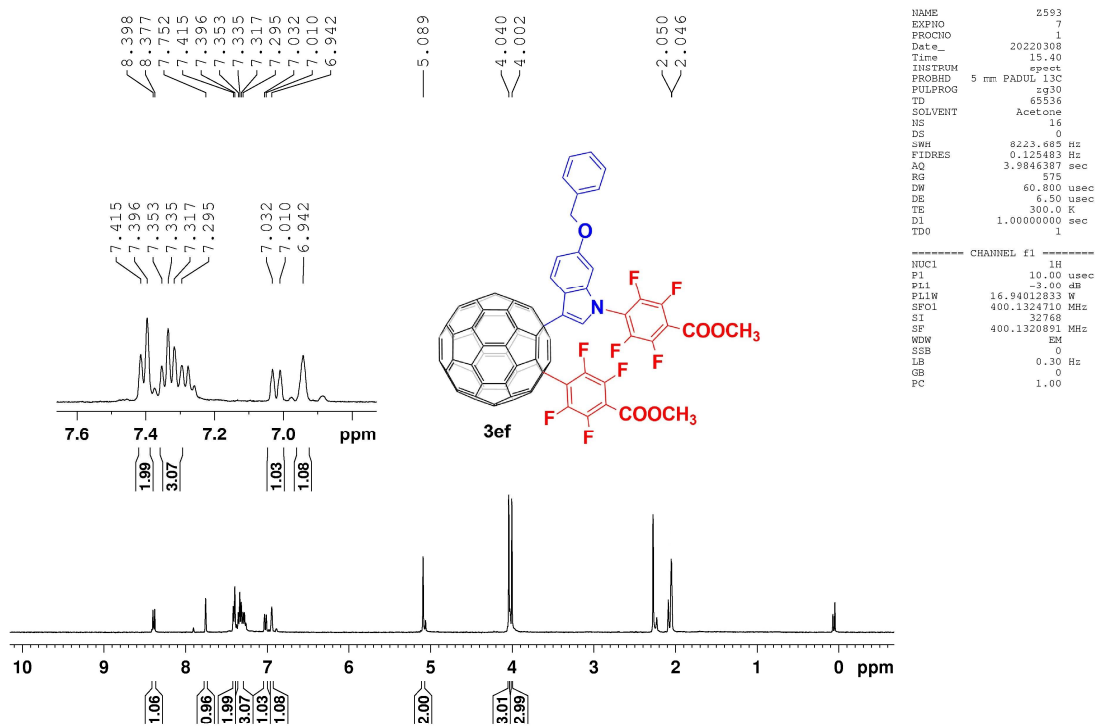 8.398
8.377
7.752
7.415
7.396
7.353
7.335
7.317
7.295
7.032
7.010
6.942
5.089
4.040
4.002
2.050
2.046
NAME Z593
EXPNO 7
PROCNO 1
Date_ 20220308
Time 15.40
INSTRUM spect
PROBHD 5 mm PADUL 13C
PULPROG zg30
TD 65536
SOLVENT Acetone
NS 16
DS 0
SWH 8223.685 Hz
FIDRES 0.125483 Hz
AQ 3.9846387 sec
RG 575
DW 60.800 usec
DE 6.50 usec
TE 300.0 K
D1 1.00000000 sec
TD0 1
======== CHANNEL f1 ========
NUC1 1H
P1 10.00 usec
PL1 -3.00 dB
PL1W 16.94012833 W
SFO1 400.1324710 MHz
SI 32768
SF 400.1320891 MHz
WDW EM
SSB 0
LB 0.30 Hz
GB 0
PC 1.00
7.415
7.396
7.353
7.335
7.317
7.295
7.032
7.010
6.942
7.6 7.4 7.2 7.0 ppm
1.99
3.07
1.03
1.08
O
N
F
F
F
F
COOCH3
F
F
F
F
COOCH3
3ef
10 9 8 7 6 5 4 3 2 1 0 ppm
1.06
0.96
1.99
3.07
1.03
1.08
2.00
3.01
2.99